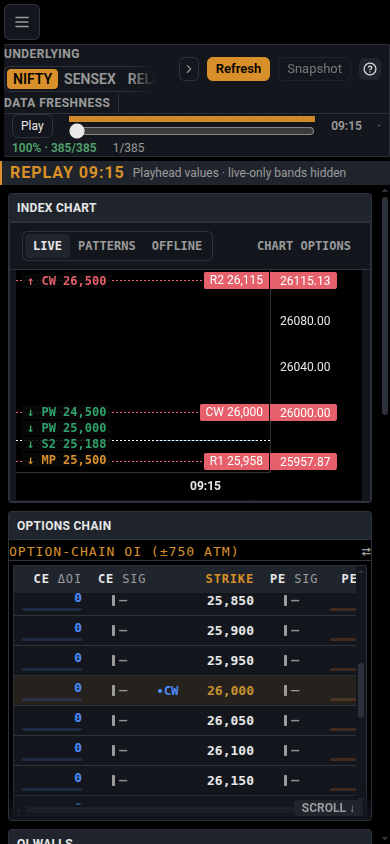 UNDERLYING
NIFTY SENSEX REL
Refresh Snapshot
DATA FRESHNESS
Play 09:15
100% · 385/385 1/385
REPLAY 09:15 Playhead values · live-only bands hidden
INDEX CHART
LIVE PATTERNS OFFLINE CHART OPTIONS
↑ CW 26,500 R2 26,115 26115.13
26080.00
26040.00
↓ PW 24,500 CW 26,000 26000.00
↓ PW 25,000
↓ S2 25,188
↓ MP 25,500 R1 25,958 25957.87
09:15
OPTIONS CHAIN
OPTION-CHAIN OI (±750 ATM) ⇄
CE ΔOI CE SIG STRIKE PE SIG PE
0 — 25,850 —
0 — 25,900 —
0 — 25,950 —
0 — •CW 26,000 —
0 — 26,050 —
0 — 26,100 —
0 — 26,150 —
SCROLL ↓
OI WALLS